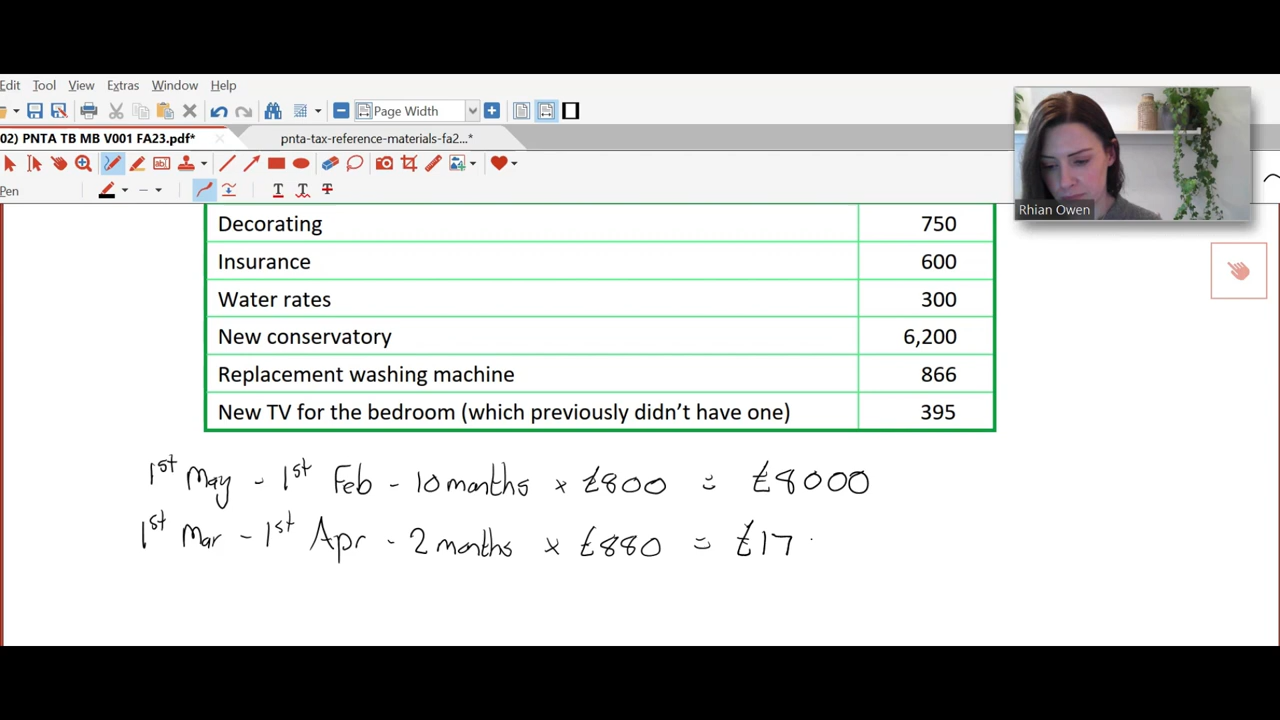 Edit Tool View Extras Window Help
Page Width
02) PNTA TB MB V001 FA23.pdf* pnta-tax-reference-materials-fa2...*
Pen
Rhian Owen
Decorating 750
Insurance 600
Water rates 300
New conservatory 6,200
Replacement washing machine 866
New TV for the bedroom (which previously didn't have one) 395
1st May - 1st Feb - 10 months × £800 = £8000
1st Mar - 1st Apr - 2 months × £880 = £17